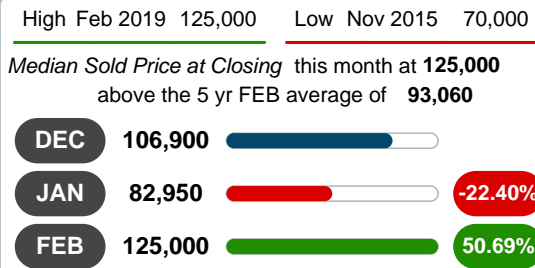 High Feb 2019 125,000 Low Nov 2015 70,000
Median Sold Price at Closing this month at 125,000
above the 5 yr FEB average of 93,060
DEC 106,900
JAN 82,950 -22.40%
FEB 125,000 50.69%